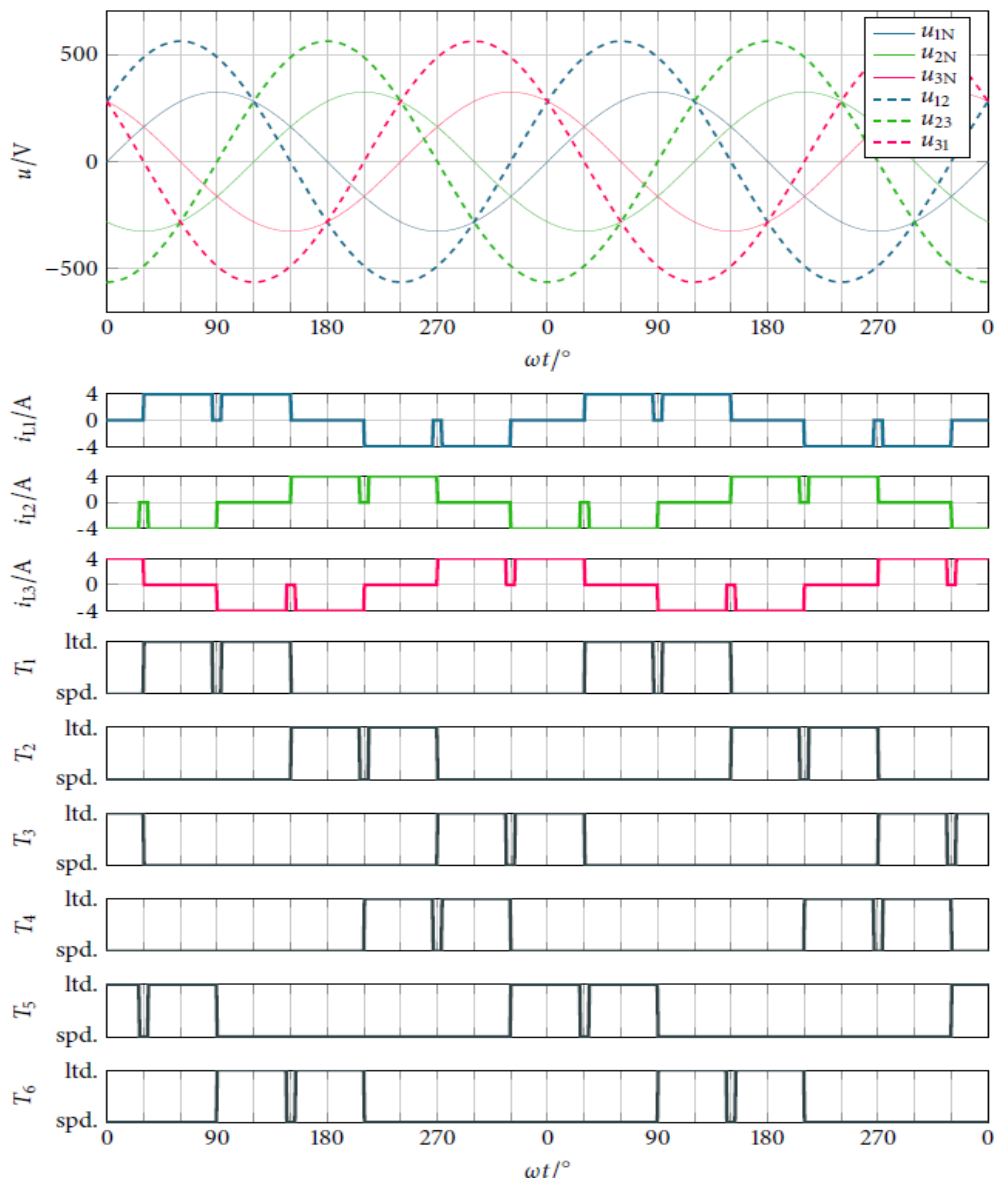 u1N
u2N
u3N
u12
u23
u31
500
0
−500
u/V
0 90 180 270 0 90 180 270 0
ωt/°
4
0
-4
iL1/A
4
0
-4
iL2/A
4
0
-4
iL3/A
ltd.
spd.
T1
ltd.
spd.
T2
ltd.
spd.
T3
ltd.
spd.
T4
ltd.
spd.
T5
ltd.
spd.
T6
0 90 180 270 0 90 180 270 0
ωt/°